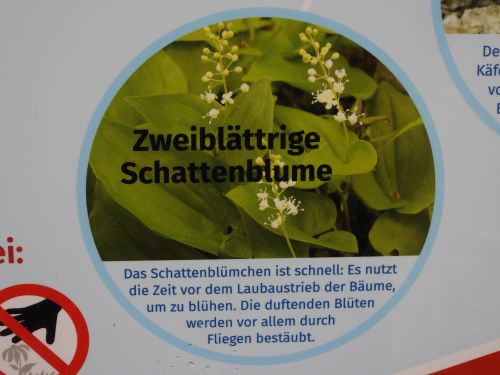 Zweiblättrige
Schattenblume
Das Schattenblümchen ist schnell: Es nutzt
die Zeit vor dem Laubaustrieb der Bäume,
um zu blühen. Die duftenden Blüten
werden vor allem durch
Fliegen bestäubt.